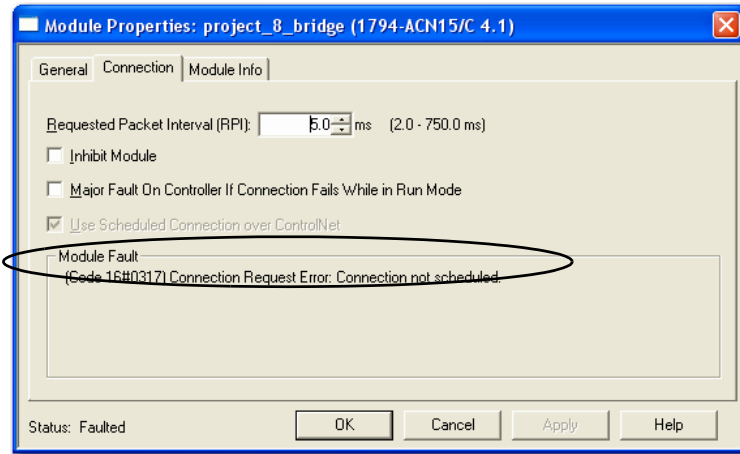 Module Properties: project_8_bridge (1794-ACN15/C 4.1)
General Connection Module Info
Requested Packet Interval (RPI): 5.0 ms (2.0 - 750.0 ms)
Inhibit Module
Major Fault On Controller If Connection Fails While in Run Mode
Use Scheduled Connection over ControlNet
Module Fault
(Code 16#0317) Connection Request Error: Connection not scheduled.
Status: Faulted OK Cancel Apply Help